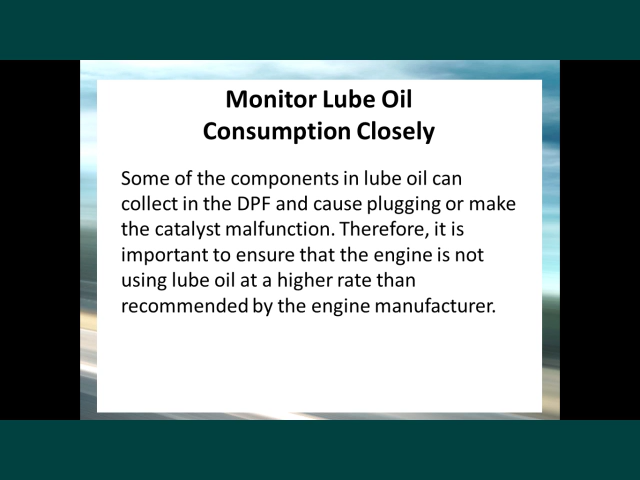 Monitor Lube Oil
Consumption Closely
Some of the components in lube oil can
collect in the DPF and cause plugging or make
the catalyst malfunction. Therefore, it is
important to ensure that the engine is not
using lube oil at a higher rate than
recommended by the engine manufacturer.